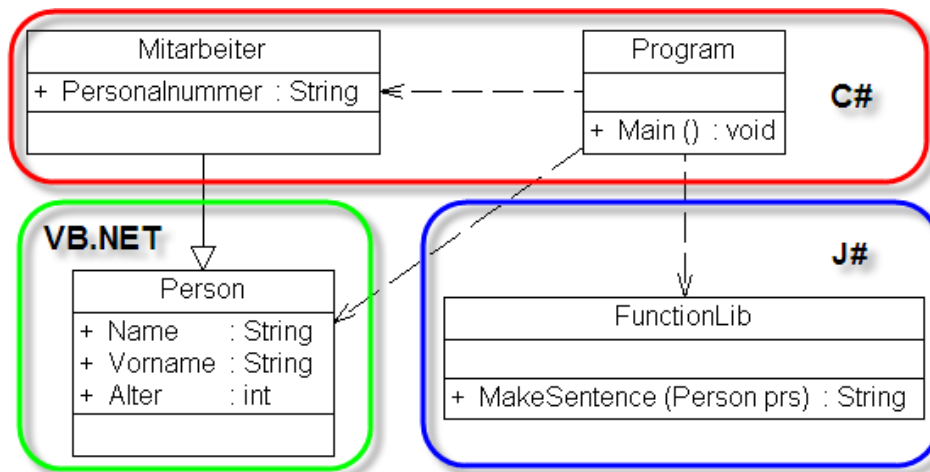 Mitarbeiter
+ Personalnummer : String
Program
+ Main () : void
C#
VB.NET
Person
+ Name : String
+ Vorname : String
+ Alter : int
J#
FunctionLib
+ MakeSentence (Person prs) : String